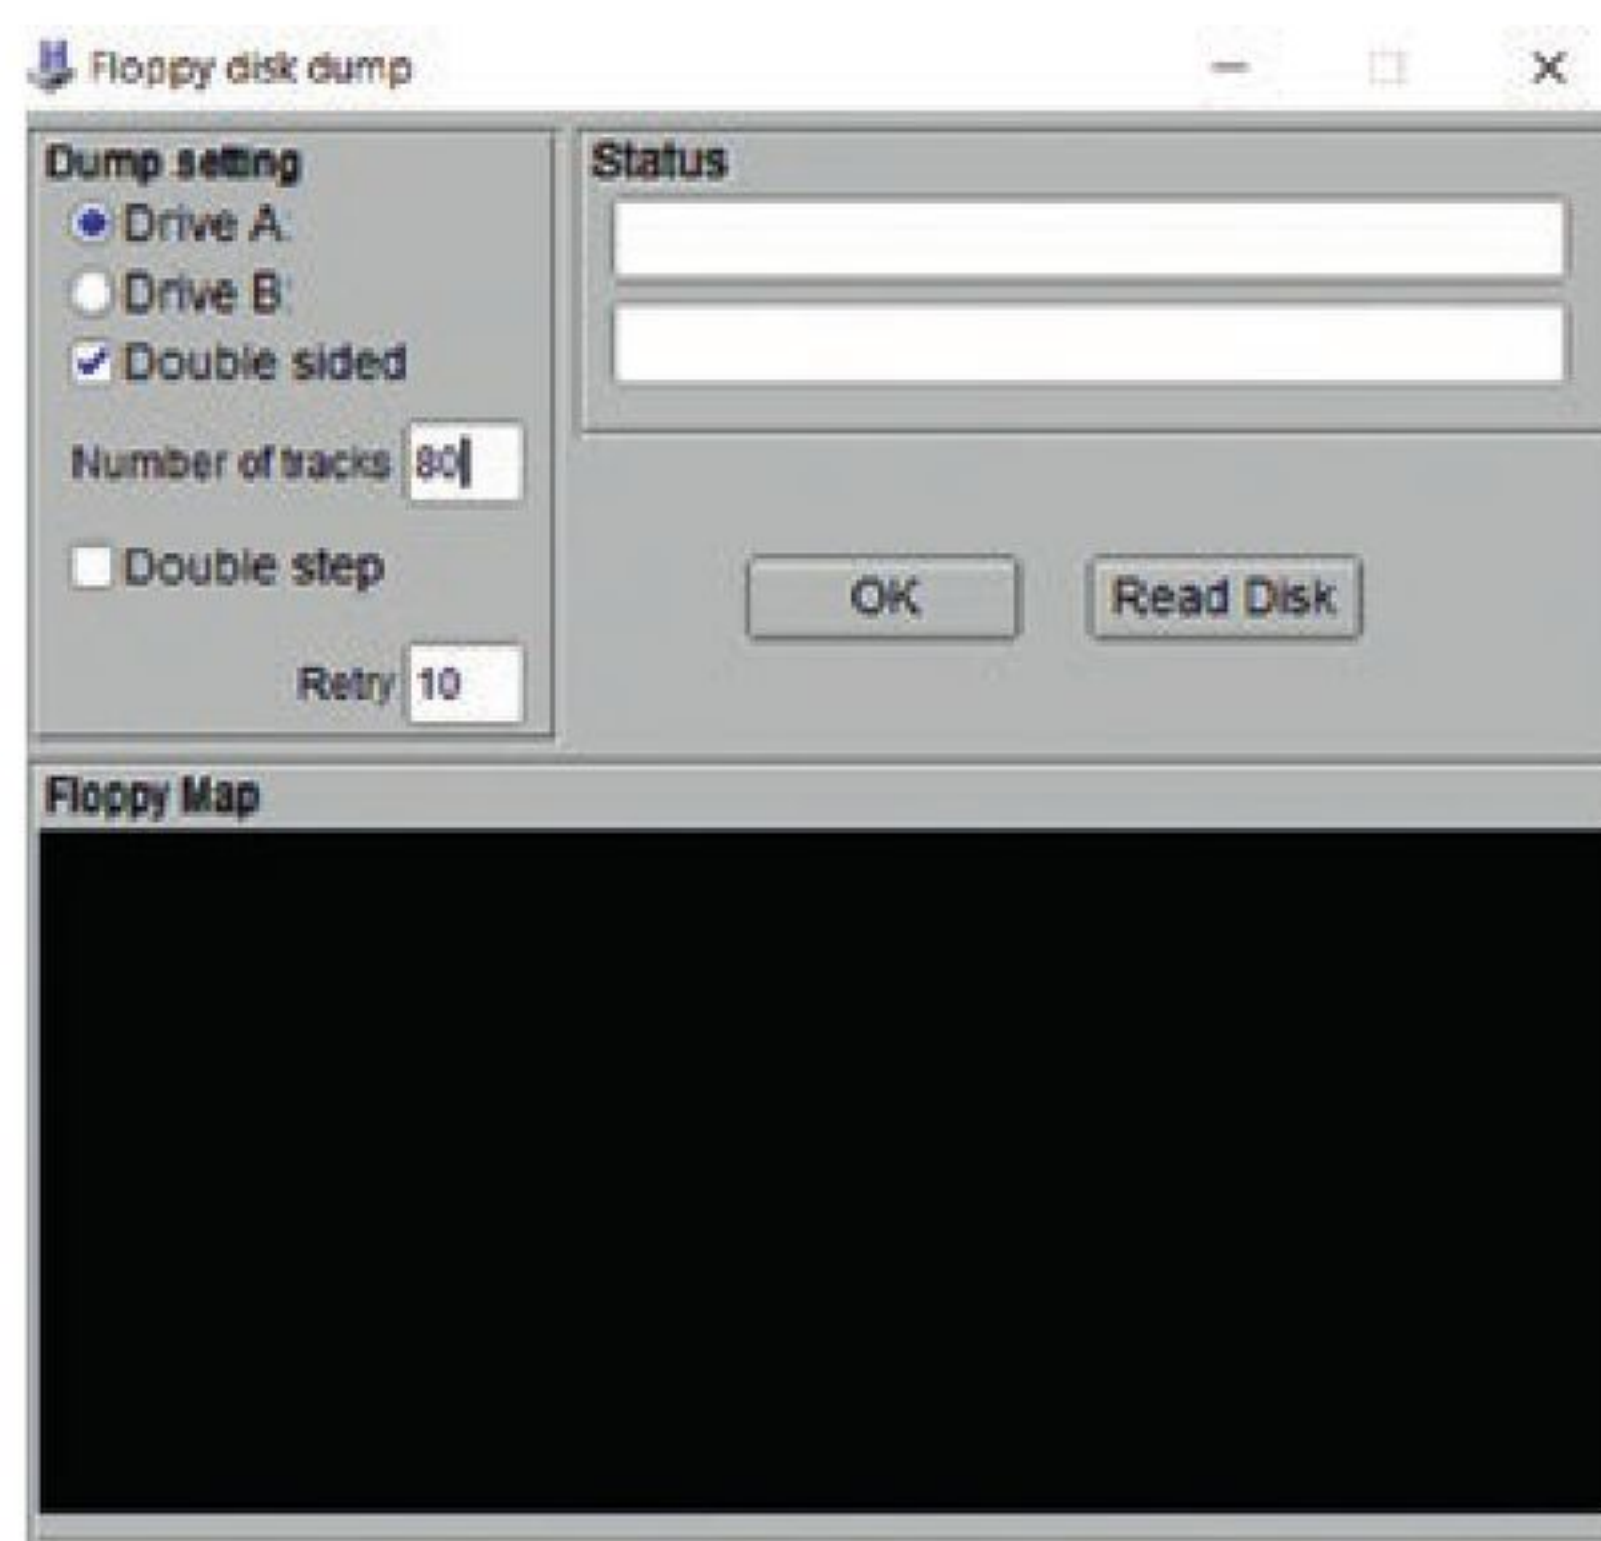 Floppy disk dump
Dump setting
Drive A:
Drive B:
Double sided
Number of tracks 80
Double step
Retry 10
Status
OK
Read Disk
Floppy Map